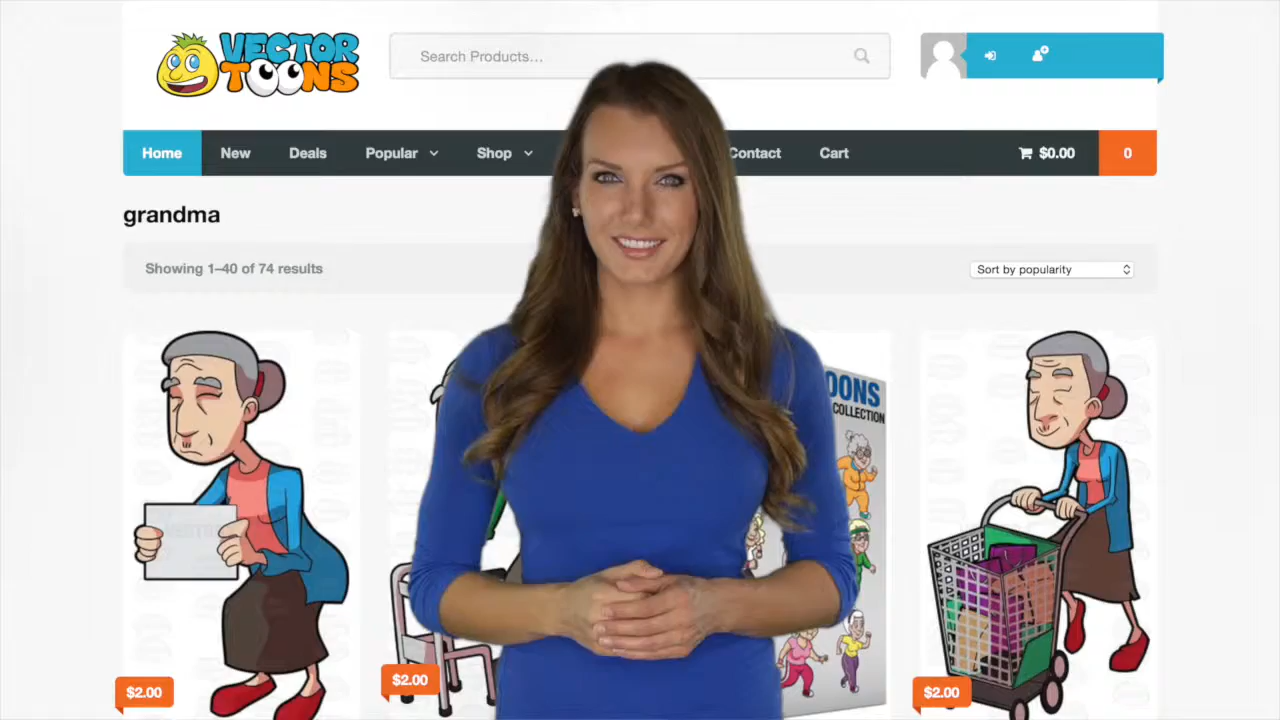 VECTOR
TOONS
Search Products...
Home
New
Deals
Popular
Shop
Contact
Cart
$0.00
0
grandma
Showing 1–40 of 74 results
Sort by popularity
OONS
COLLECTION
$2.00
$2.00
$2.00